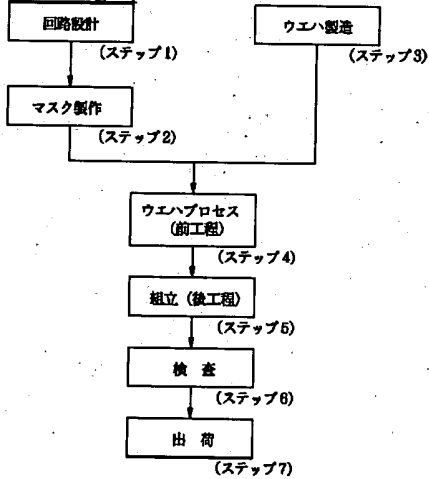 回路設計
(ステップ1)
ウエハ製造
(ステップ3)
マスク製作
(ステップ2)
ウエハプロセス
(前工程)
(ステップ4)
組立(後工程)
(ステップ5)
検 査
(ステップ6)
出 荷
(ステップ7)